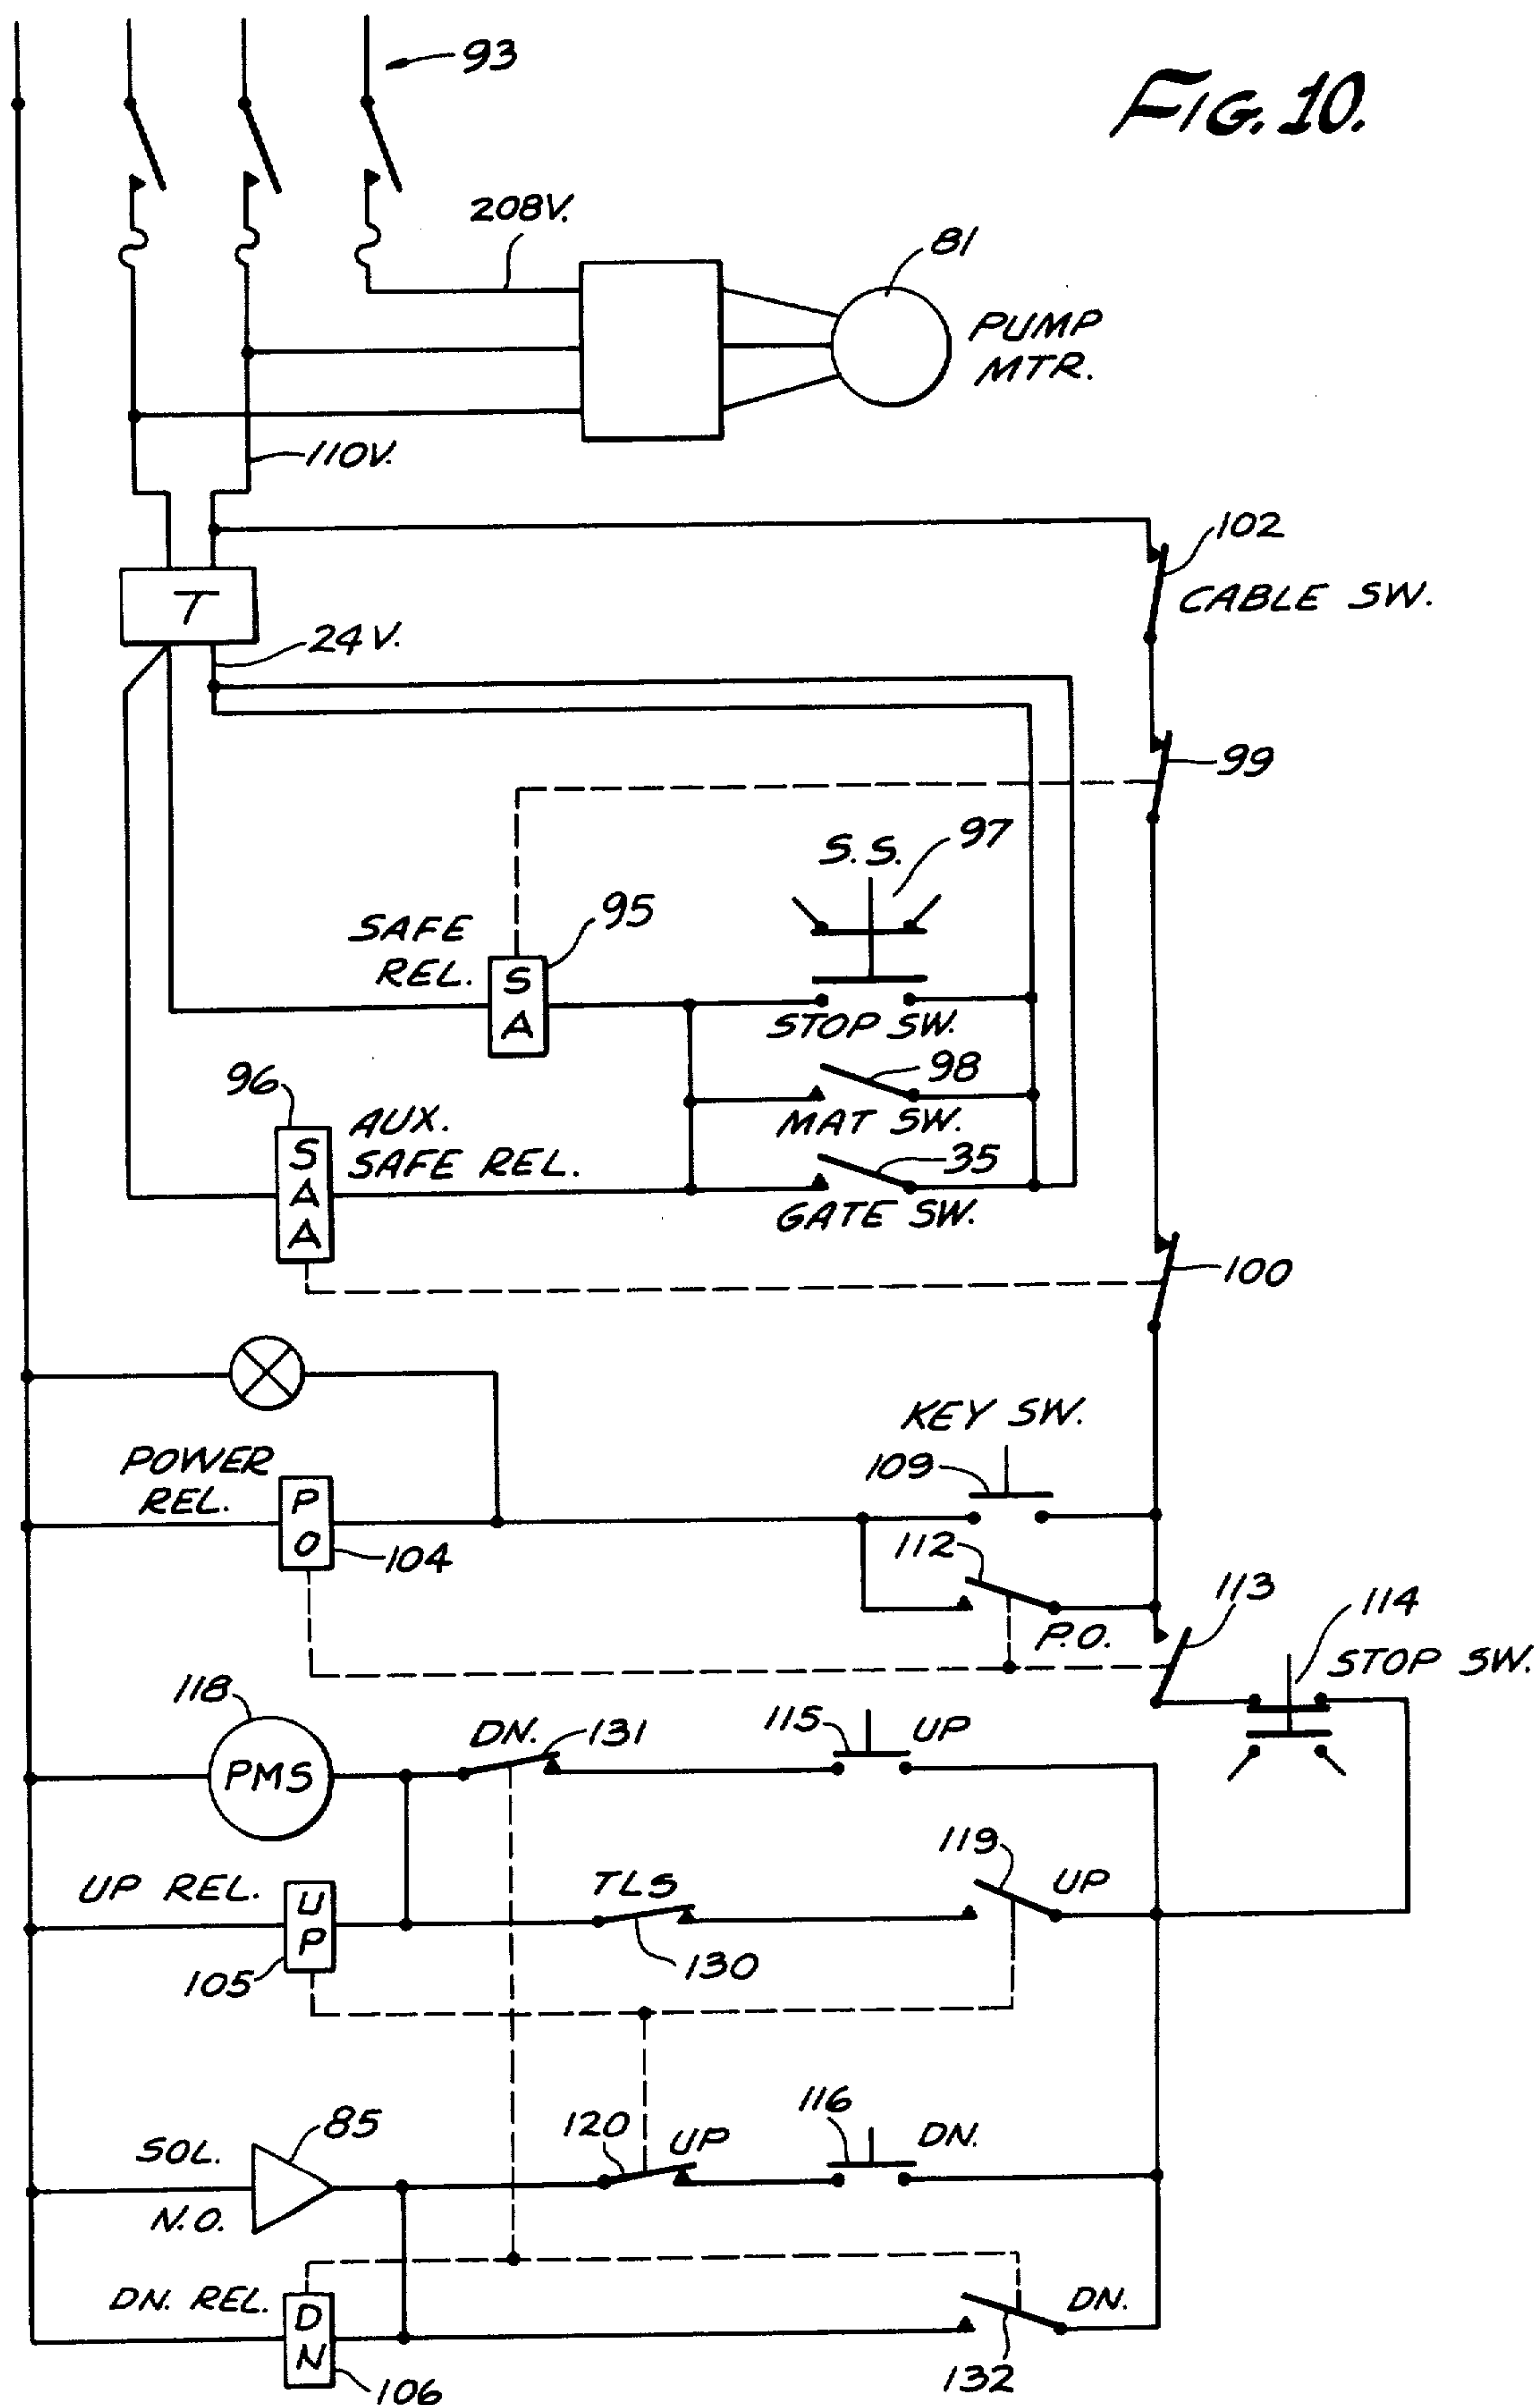 93
FIG. 10.
208V.
81
PUMP
MTR.
110V.
102
CABLE SW.
T
24V.
99
97
S.S.
95
SAFE
REL.
S
A
STOP SW.
98
96
AUX.
SAFE REL.
MAT SW.
35
S
A
A
GATE SW.
100
KEY SW.
109
POWER
REL.
P
O
104
112
P.O.
113
114
STOP SW.
118
PMS
DN.
131
115
UP
119
UP
UP REL.
U
P
TLS
105
130
116
DN.
85
120
UP
SOL.
N.O.
DN. REL.
D
N
DN.
132
106